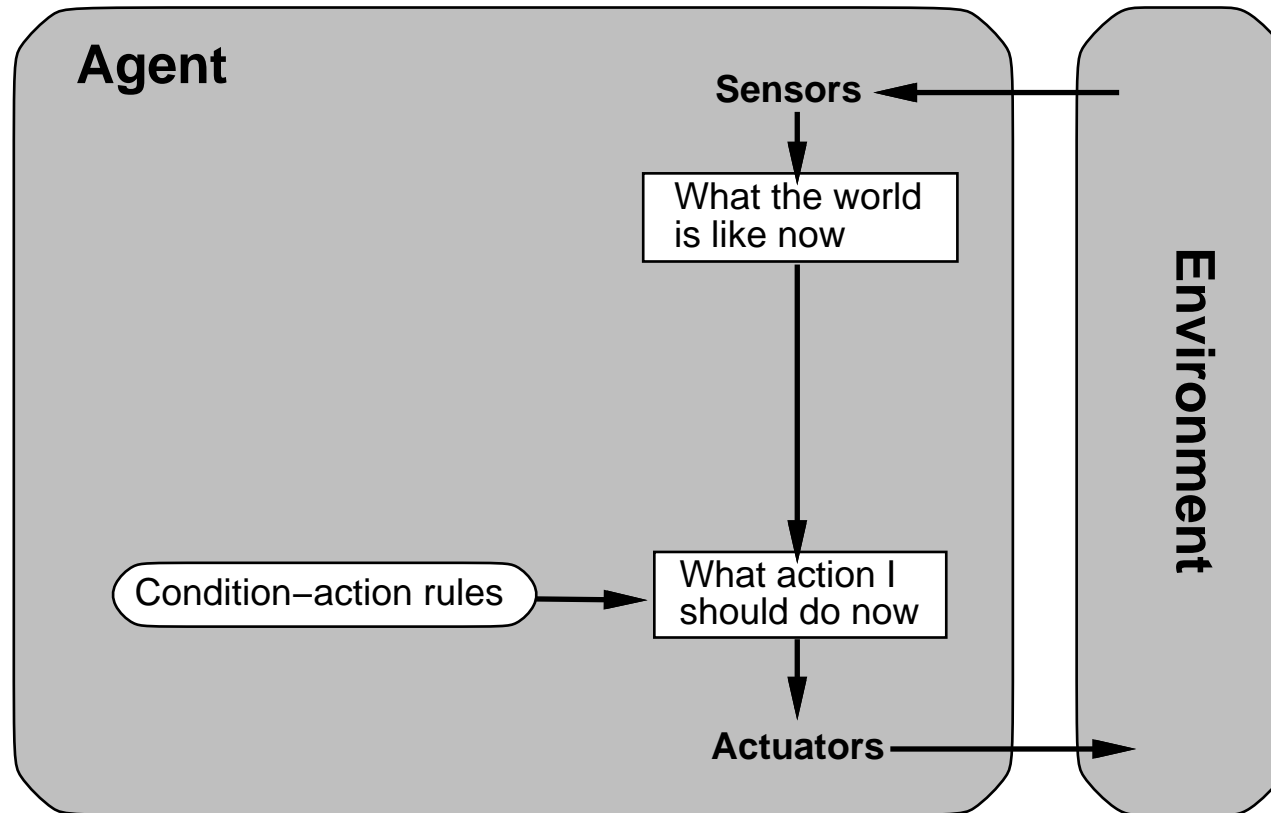 Agent
Sensors
What the world
is like now
Environment
Condition−action rules
What action I
should do now
Actuators